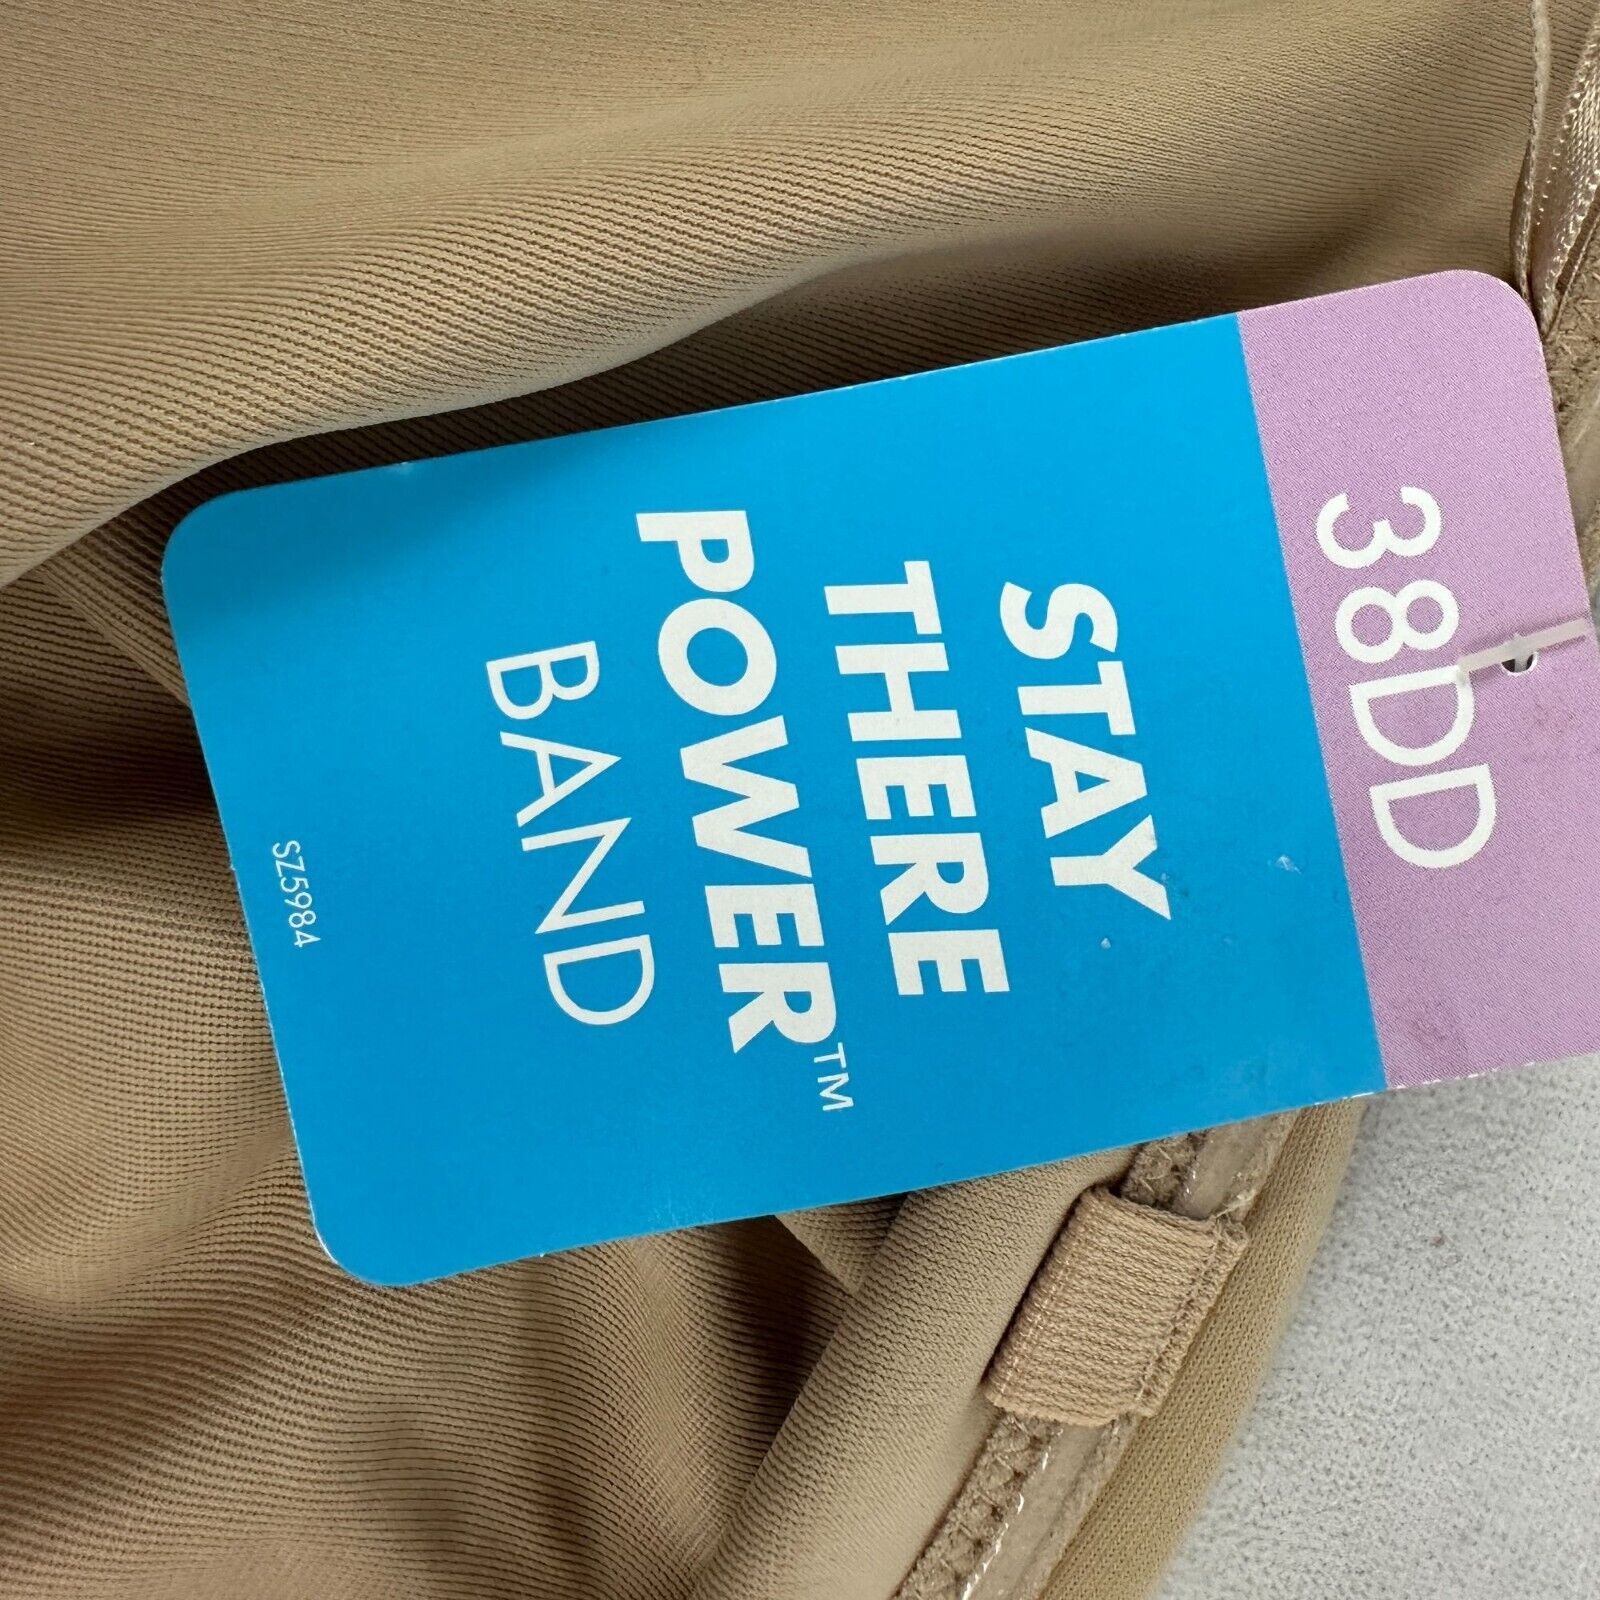 38DD
STAY
THERE
POWER™
BAND
SZ5984